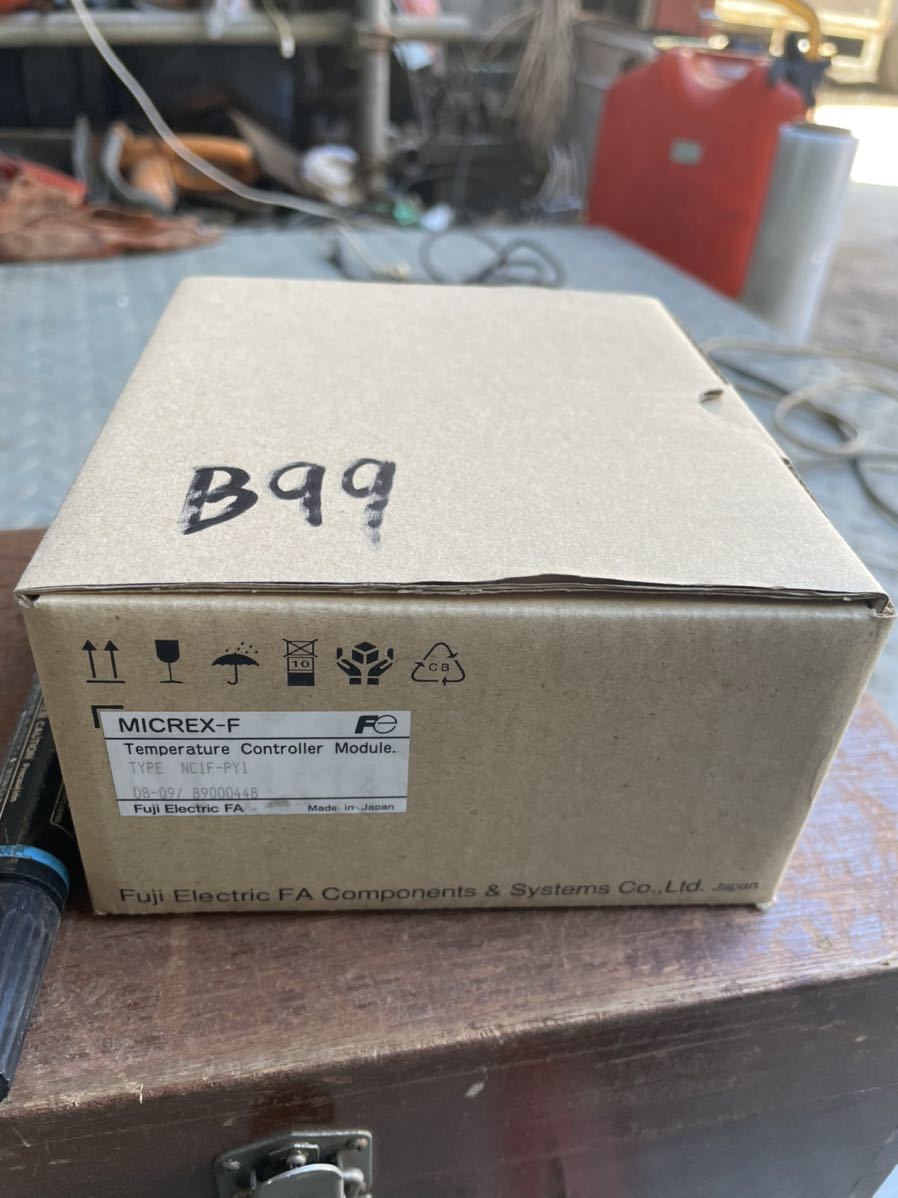 B99
10
CB
MICREX-F Fe
Temperature Controller Module.
TYPE NC1F-PY1
08-09/ B9000448
Fuji Electric FA Made in Japan
Fuji Electric FA Components & Systems Co.,Ltd. Japan